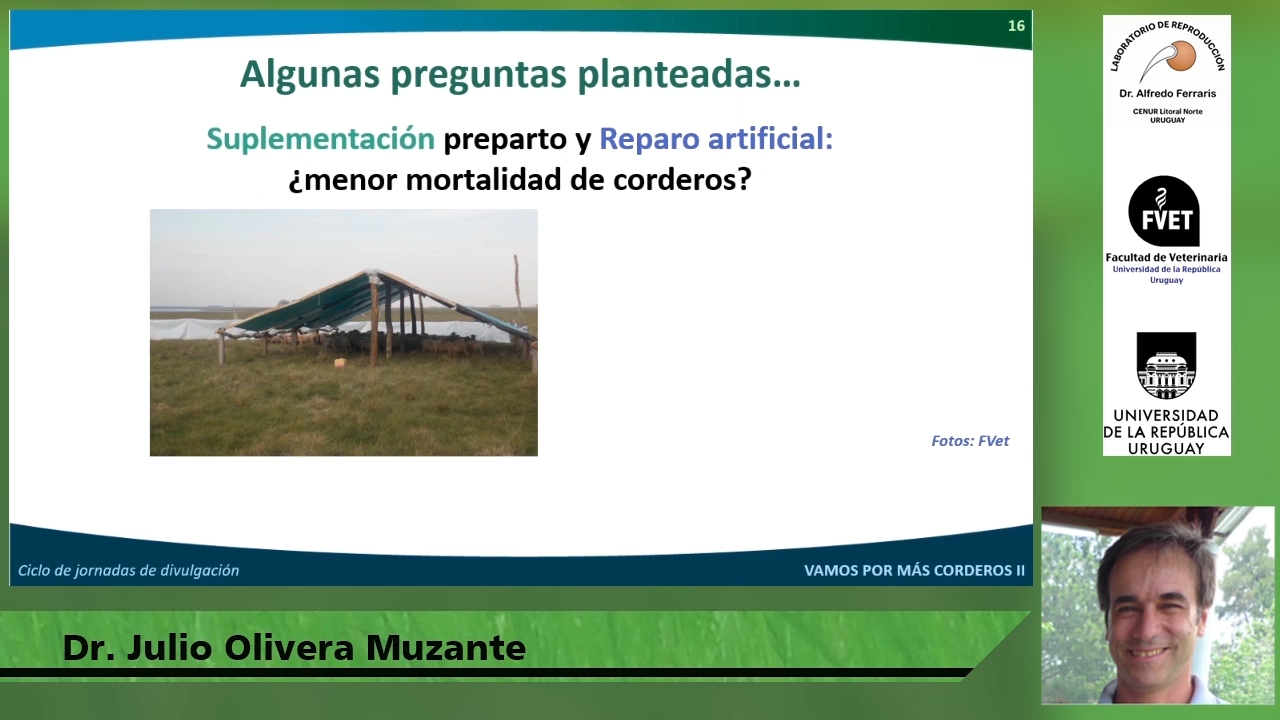 16
Algunas preguntas planteadas...
Suplementación preparto y Reparo artificial:
¿menor mortalidad de corderos?
Fotos: FVet
Ciclo de jornadas de divulgación
VAMOS POR MÁS CORDEROS II
LABORATORIO DE REPRODUCCIÓN
Dr. Alfredo Ferraris
CENUR Litoral Norte
URUGUAY
FVET
Facultad de Veterinaria
Universidad de la República
Uruguay
UNIVERSIDAD
DE LA REPÚBLICA
URUGUAY
Dr. Julio Olivera Muzante